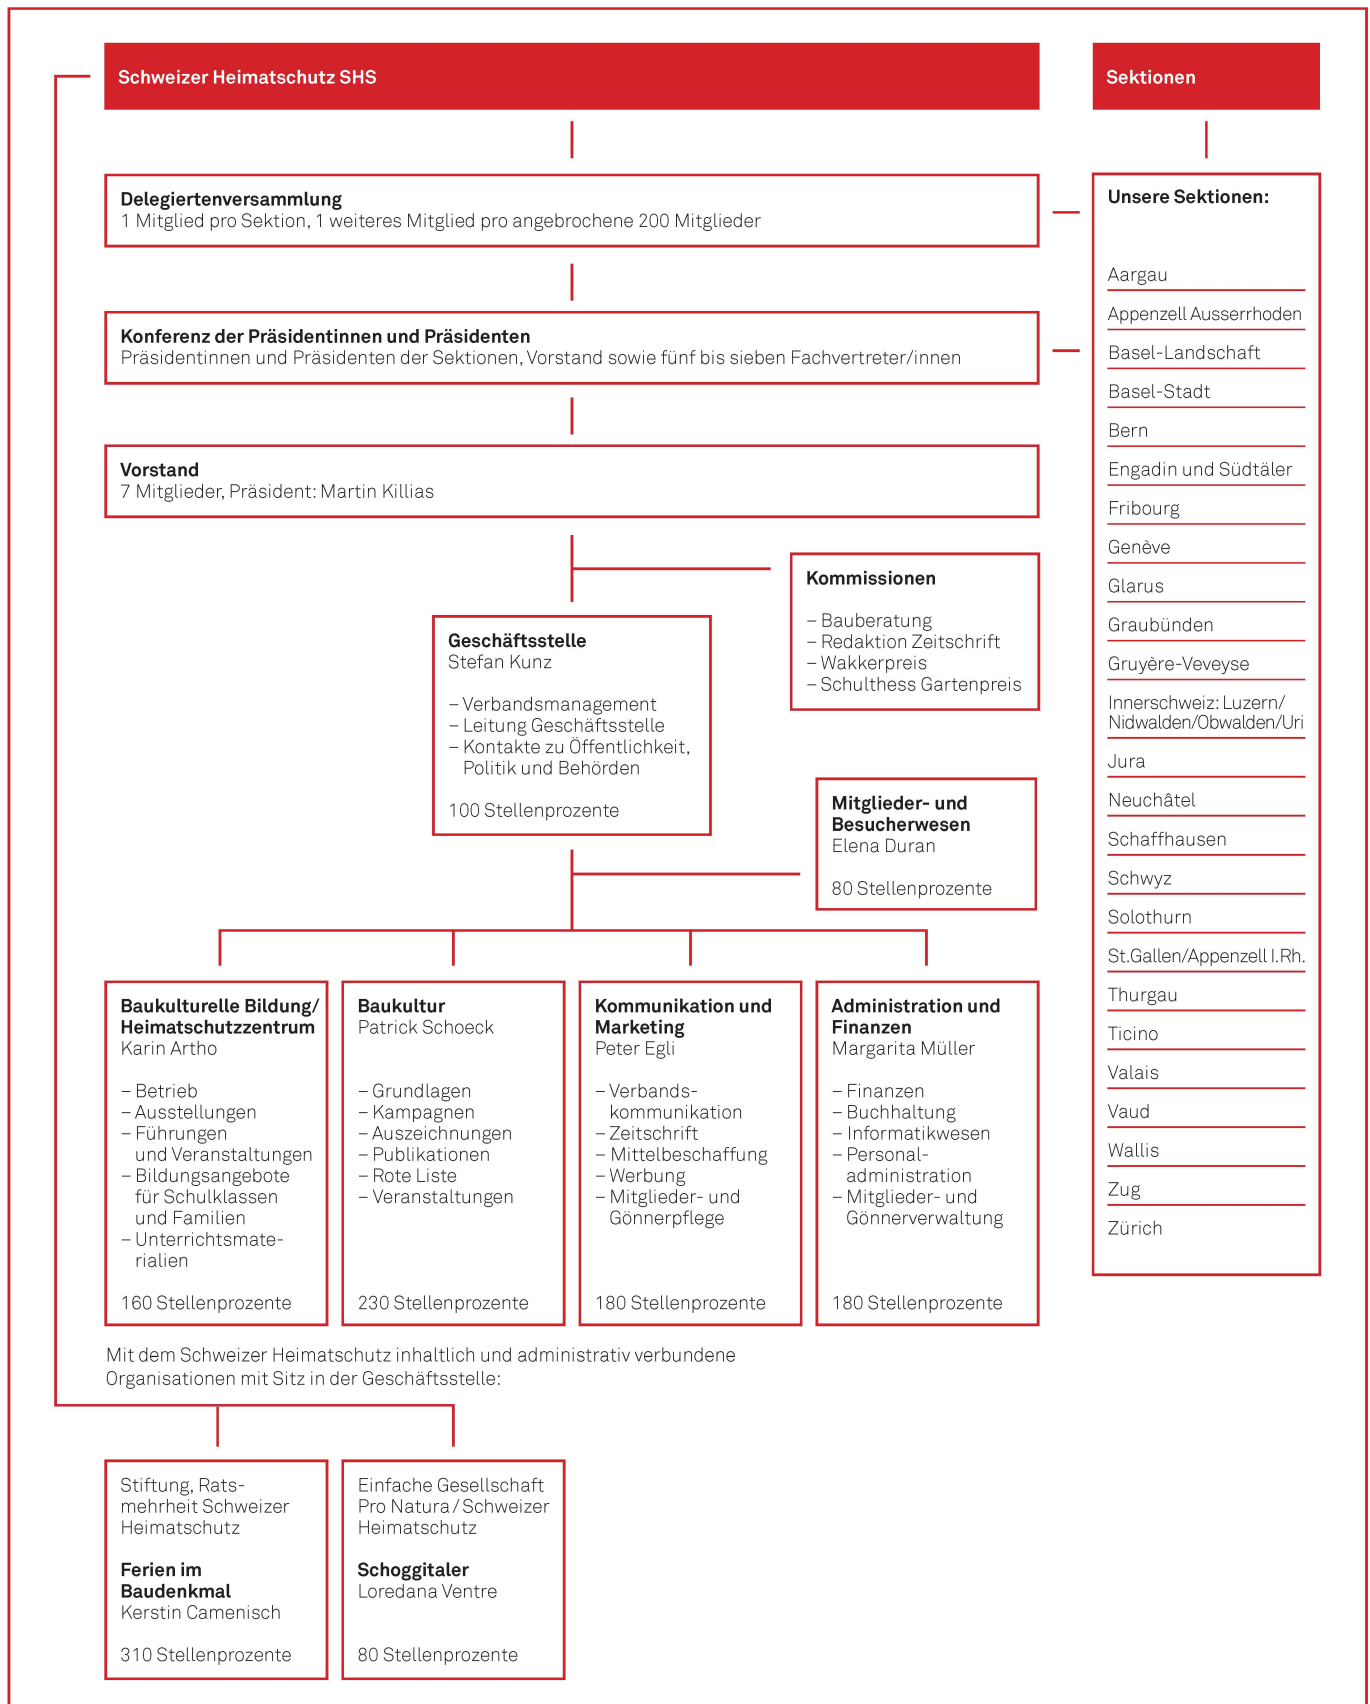 Schweizer Heimatschutz SHS
Delegiertenversammlung
1 Mitglied pro Sektion, 1 weiteres Mitglied pro angebrochene 200 Mitglieder
Konferenz der Präsidentinnen und Präsidenten
Präsidentinnen und Präsidenten der Sektionen, Vorstand sowie fünf bis sieben Fachvertreter/innen
Vorstand
7 Mitglieder, Präsident: Martin Killias
Kommissionen
– Bauberatung
– Redaktion Zeitschrift
– Wakkerpreis
– Schulthess Gartenpreis
Geschäftsstelle
Stefan Kunz
– Verbandsmanagement
– Leitung Geschäftsstelle
– Kontakte zu Öffentlichkeit,
Politik und Behörden
100 Stellenprozente
Mitglieder- und
Besucherwesen
Elena Duran
80 Stellenprozente
Baukulturelle Bildung/
Heimatschutzzentrum
Karin Artho
– Betrieb
– Ausstellungen
– Führungen
und Veranstaltungen
– Bildungsangebote
für Schulklassen
und Familien
– Unterrichtsmate-
rialien
160 Stellenprozente
Baukultur
Patrick Schoeck
– Grundlagen
– Kampagnen
– Auszeichnungen
– Publikationen
– Rote Liste
– Veranstaltungen
230 Stellenprozente
Kommunikation und
Marketing
Peter Egli
– Verbands-
kommunikation
– Zeitschrift
– Mittelbeschaffung
– Werbung
– Mitglieder- und
Gönnerpflege
180 Stellenprozente
Administration und
Finanzen
Margarita Müller
– Finanzen
– Buchhaltung
– Informatikwesen
– Personal-
administration
– Mitglieder- und
Gönnerverwaltung
180 Stellenprozente
Mit dem Schweizer Heimatschutz inhaltlich und administrativ verbundene
Organisationen mit Sitz in der Geschäftsstelle:
Stiftung, Rats-
mehrheit Schweizer
Heimatschutz
Ferien im
Baudenkmal
Kerstin Camenisch
310 Stellenprozente
Einfache Gesellschaft
Pro Natura / Schweizer
Heimatschutz
Schoggitaler
Loredana Ventre
80 Stellenprozente
Sektionen
Unsere Sektionen:
Aargau
Appenzell Ausserrhoden
Basel-Landschaft
Basel-Stadt
Bern
Engadin und Südtäler
Fribourg
Genève
Glarus
Graubünden
Gruyère-Veveyse
Innerschweiz: Luzern/
Nidwalden/Obwalden/Uri
Jura
Neuchâtel
Schaffhausen
Schwyz
Solothurn
St.Gallen/Appenzell I.Rh.
Thurgau
Ticino
Valais
Vaud
Wallis
Zug
Zürich